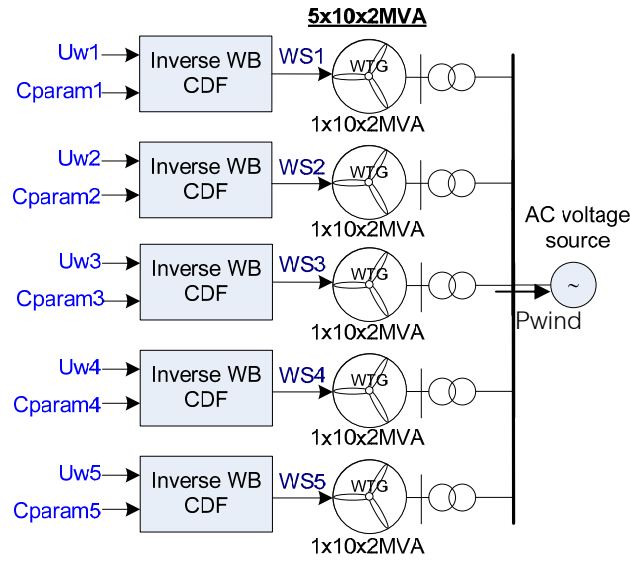 5x10x2MVA
Uw1
Cparam1
Inverse WB
CDF
WS1
WTG
1x10x2MVA
Uw2
Cparam2
Inverse WB
CDF
WS2
WTG
1x10x2MVA
AC voltage
source
Uw3
Cparam3
Inverse WB
CDF
WS3
WTG
1x10x2MVA
~
Pwind
Uw4
Cparam4
Inverse WB
CDF
WS4
WTG
1x10x2MVA
Uw5
Cparam5
Inverse WB
CDF
WS5
WTG
1x10x2MVA